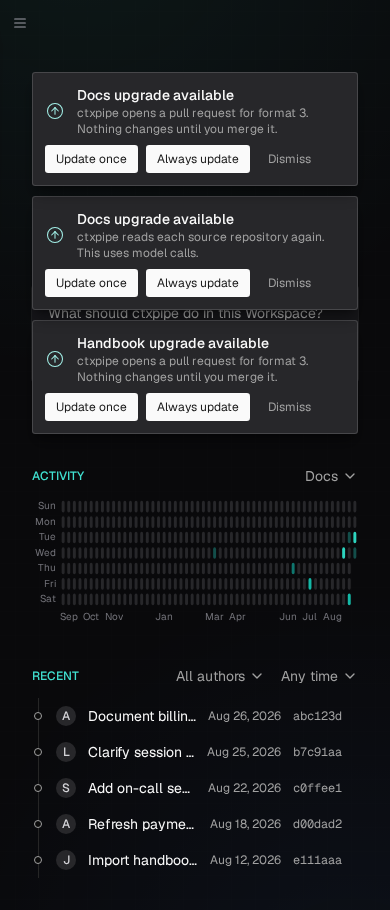 Docs upgrade available
ctxpipe opens a pull request for format 3.
Nothing changes until you merge it.
Update once Always update Dismiss
Docs upgrade available
ctxpipe reads each source repository again.
This uses model calls.
Update once Always update Dismiss
What should ctxpipe do in this Workspace?
Handbook upgrade available
ctxpipe opens a pull request for format 3.
Nothing changes until you merge it.
Update once Always update Dismiss
ACTIVITY Docs
Sun
Mon
Tue
Wed
Thu
Fri
Sat
Sep Oct Nov Jan Mar Apr Jun Jul Aug
RECENT All authors Any time
A Document billin... Aug 26, 2026 abc123d
L Clarify session ... Aug 25, 2026 b7c91aa
S Add on-call se... Aug 22, 2026 c0ffee1
A Refresh payme... Aug 18, 2026 d00dad2
J Import handboo... Aug 12, 2026 e111aaa